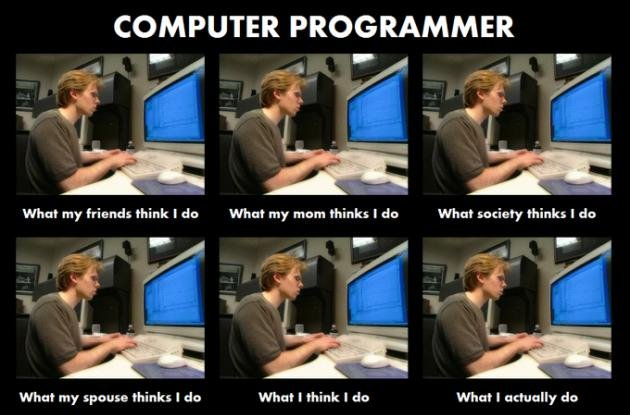 COMPUTER PROGRAMMER
What my friends think I do
What my mom thinks I do
What society thinks I do
What my spouse thinks I do
What I think I do
What I actually do